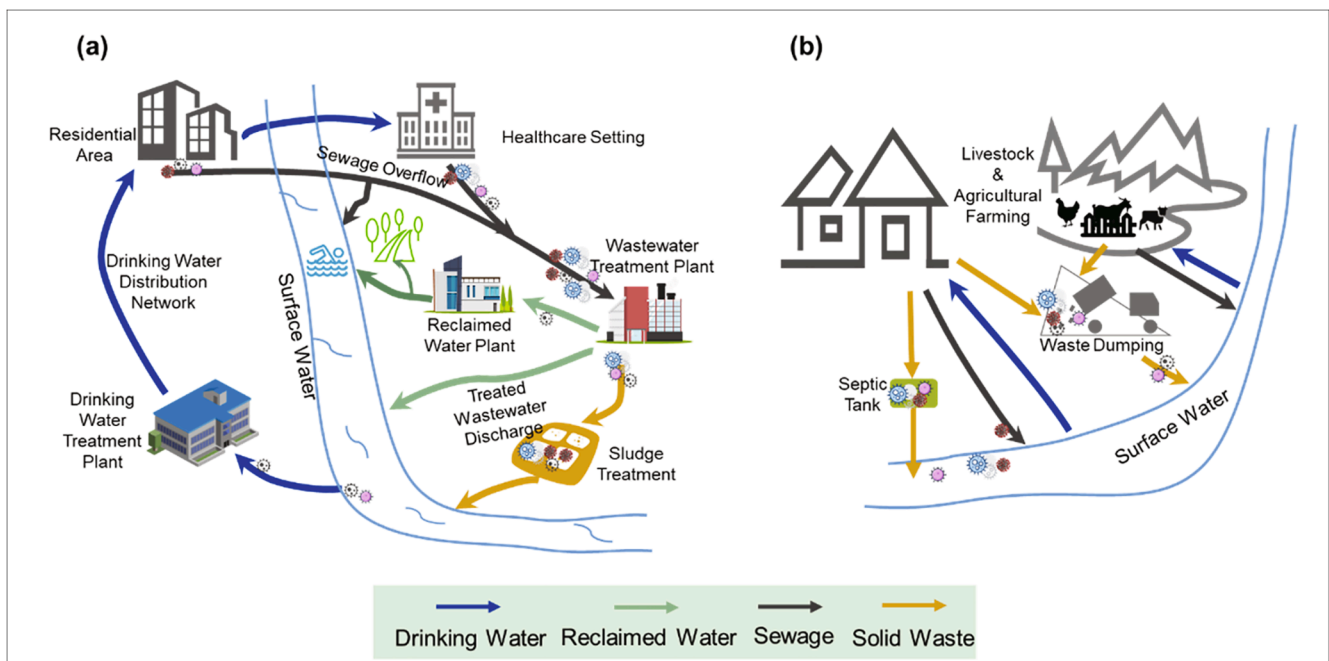 (a)
(b)
Residential
Area
Healthcare Setting
Sewage Overflow
Livestock
&
Agricultural
Farming
Drinking Water
Distribution
Network
Wastewater
Treatment Plant
Reclaimed
Water Plant
Surface Water
Waste Dumping
Drinking
Water
Treatment
Plant
Treated
Wastewater
Discharge
Sludge
Treatment
Septic
Tank
Surface Water
Drinking Water
Reclaimed Water
Sewage
Solid Waste